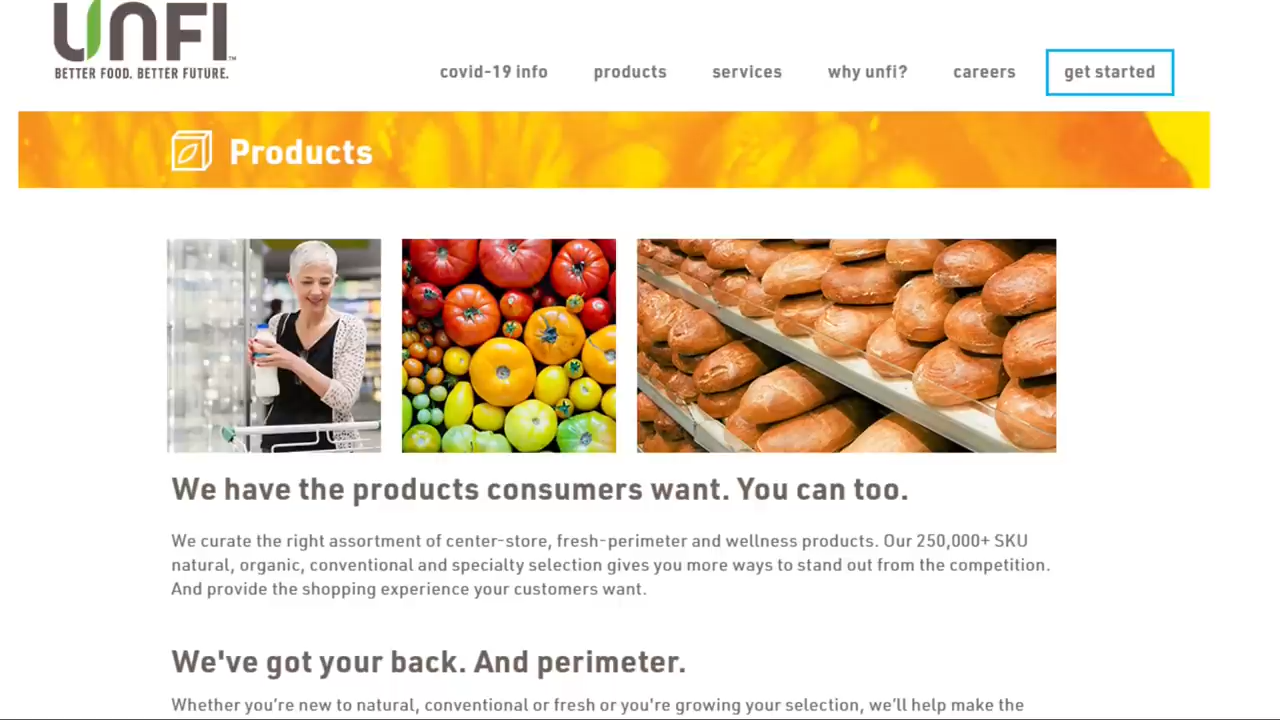 UNFI™
BETTER FOOD. BETTER FUTURE.
covid-19 info
products
services
why unfi?
careers
get started
Products
We have the products consumers want. You can too.
We curate the right assortment of center-store, fresh-perimeter and wellness products. Our 250,000+ SKU
natural, organic, conventional and specialty selection gives you more ways to stand out from the competition.
And provide the shopping experience your customers want.
We've got your back. And perimeter.
Whether you’re new to natural, conventional or fresh or you're growing your selection, we’ll help make the